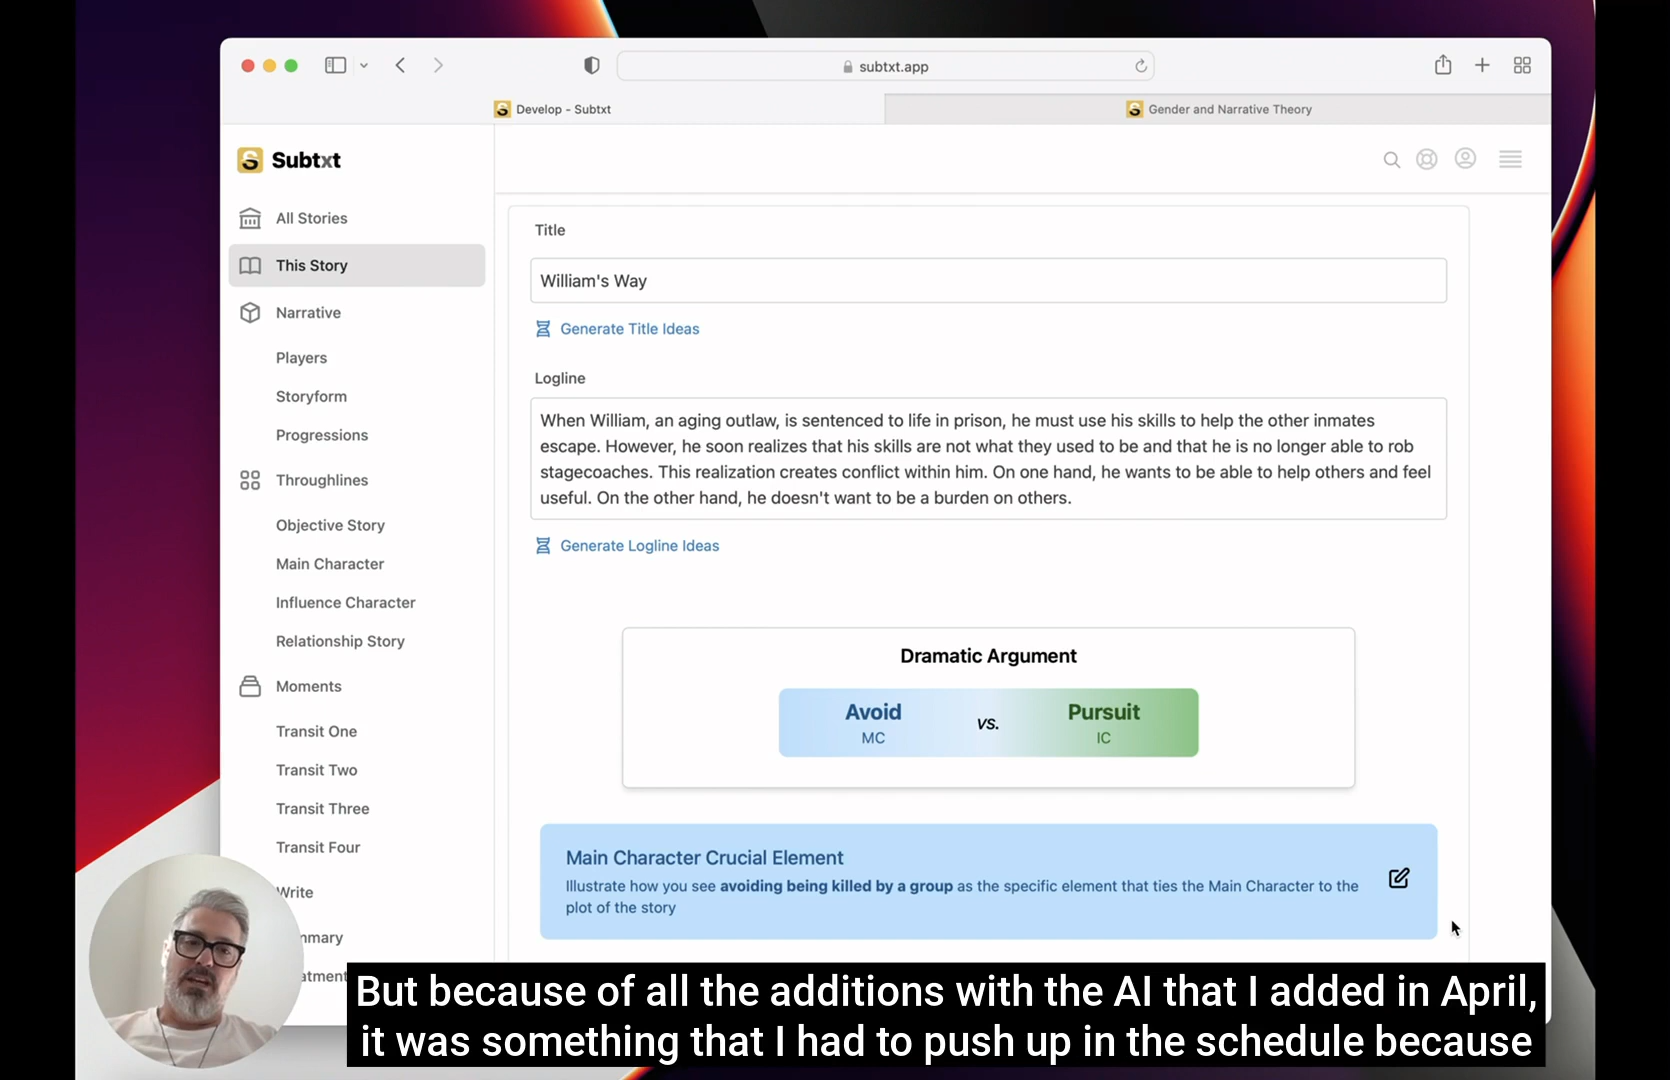 subtxt.app
Develop - Subtxt
Gender and Narrative Theory
Subtxt
All Stories
This Story
Narrative
Players
Storyform
Progressions
Throughlines
Objective Story
Main Character
Influence Character
Relationship Story
Moments
Transit One
Transit Two
Transit Three
Transit Four
Write
mmary
atment
Title
William's Way
Generate Title Ideas
Logline
When William, an aging outlaw, is sentenced to life in prison, he must use his skills to help the other inmates
escape. However, he soon realizes that his skills are not what they used to be and that he is no longer able to rob
stagecoaches. This realization creates conflict within him. On one hand, he wants to be able to help others and feel
useful. On the other hand, he doesn't want to be a burden on others.
Generate Logline Ideas
Dramatic Argument
Avoid vs. Pursuit
MC IC
Main Character Crucial Element
Illustrate how you see avoiding being killed by a group as the specific element that ties the Main Character to the
plot of the story
But because of all the additions with the AI that I added in April,
it was something that I had to push up in the schedule because